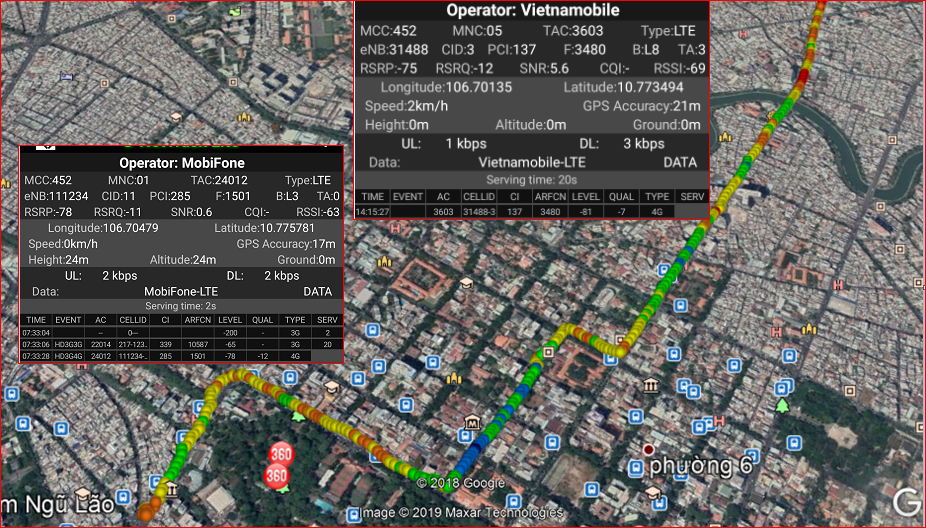 Operator: Vietnamobile
MCC:452 MNC:05 TAC:3603 Type:LTE
eNB:31488 CID:3 PCI:137 F:3480 B:L8 TA:3
RSRP:-75 RSRQ:-12 SNR:5.6 CQI:- RSSI:-69
Longitude:106.70135 Latitude:10.773494
Speed:2km/h GPS Accuracy:21m
Height:0m Altitude:0m Ground:0m
UL: 1 kbps DL: 3 kbps
Data: Vietnamobile-LTE DATA
Serving time: 20s
TIME EVENT AC CELLID CI ARFCN LEVEL QUAL TYPE SERV
14:15:27 3603 31488-3 137 3480 -81 -7 4G
Operator: MobiFone
MCC:452 MNC:01 TAC:24012 Type:LTE
eNB:111234 CID:11 PCI:285 F:1501 B:L3 TA:0
RSRP:-78 RSRQ:-11 SNR:0.6 CQI:- RSSI:-63
Longitude:106.70479 Latitude:10.775781
Speed:0km/h GPS Accuracy:17m
Height:24m Altitude:24m Ground:0m
UL: 2 kbps DL: 2 kbps
Data: MobiFone-LTE DATA
Serving time: 2s
TIME EVENT AC CELLID CI ARFCN LEVEL QUAL TYPE SERV
07:33:04 -- 0--- -200 - 3G 2
07:33:06 HD3G3G 22014 217-123.. 339 10587 -65 - 3G 20
07:33:28 HD3G4G 24012 111234-.. 285 1501 -78 -12 4G
360
360
phường 6
© 2018 Google
m Ngũ Lão
Image © 2019 Maxar Technologies
G